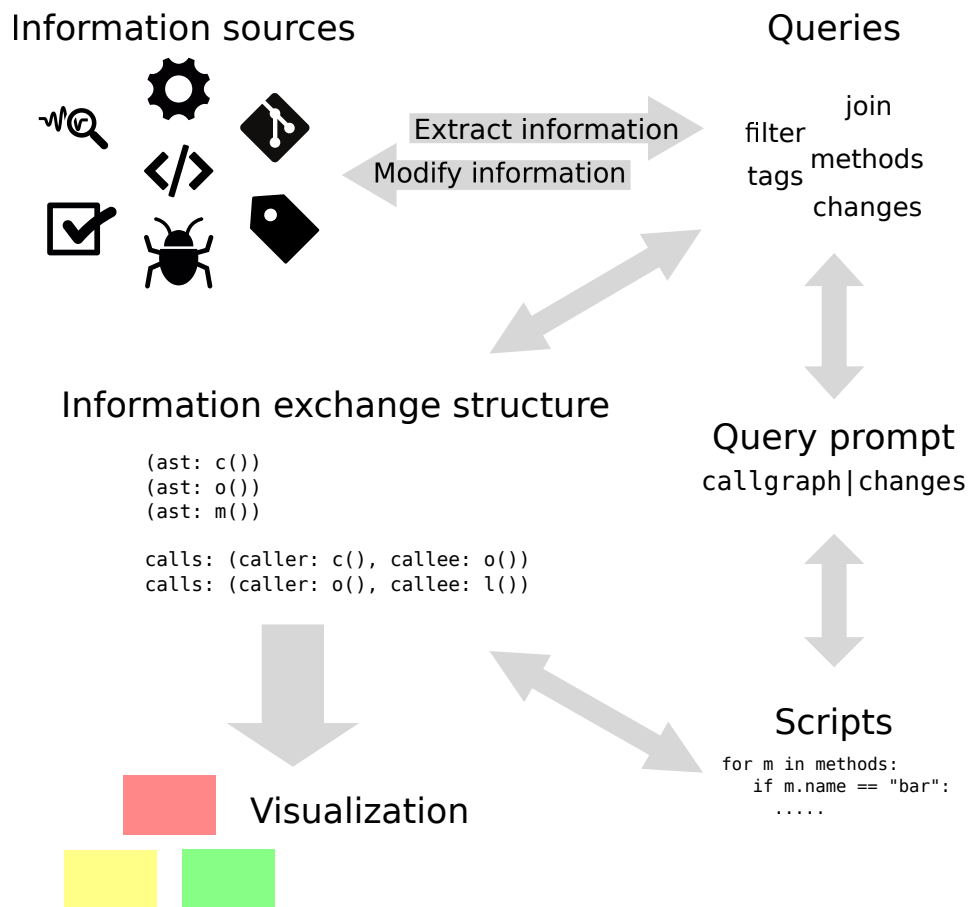 Information sources
Queries
Extract information
Modify information
join
filter
methods
tags
changes
Information exchange structure
(ast: c())
(ast: o())
(ast: m())
calls: (caller: c(), callee: o())
calls: (caller: o(), callee: l())
Query prompt
callgraph|changes
Scripts
for m in methods:
if m.name == "bar":
.....
Visualization